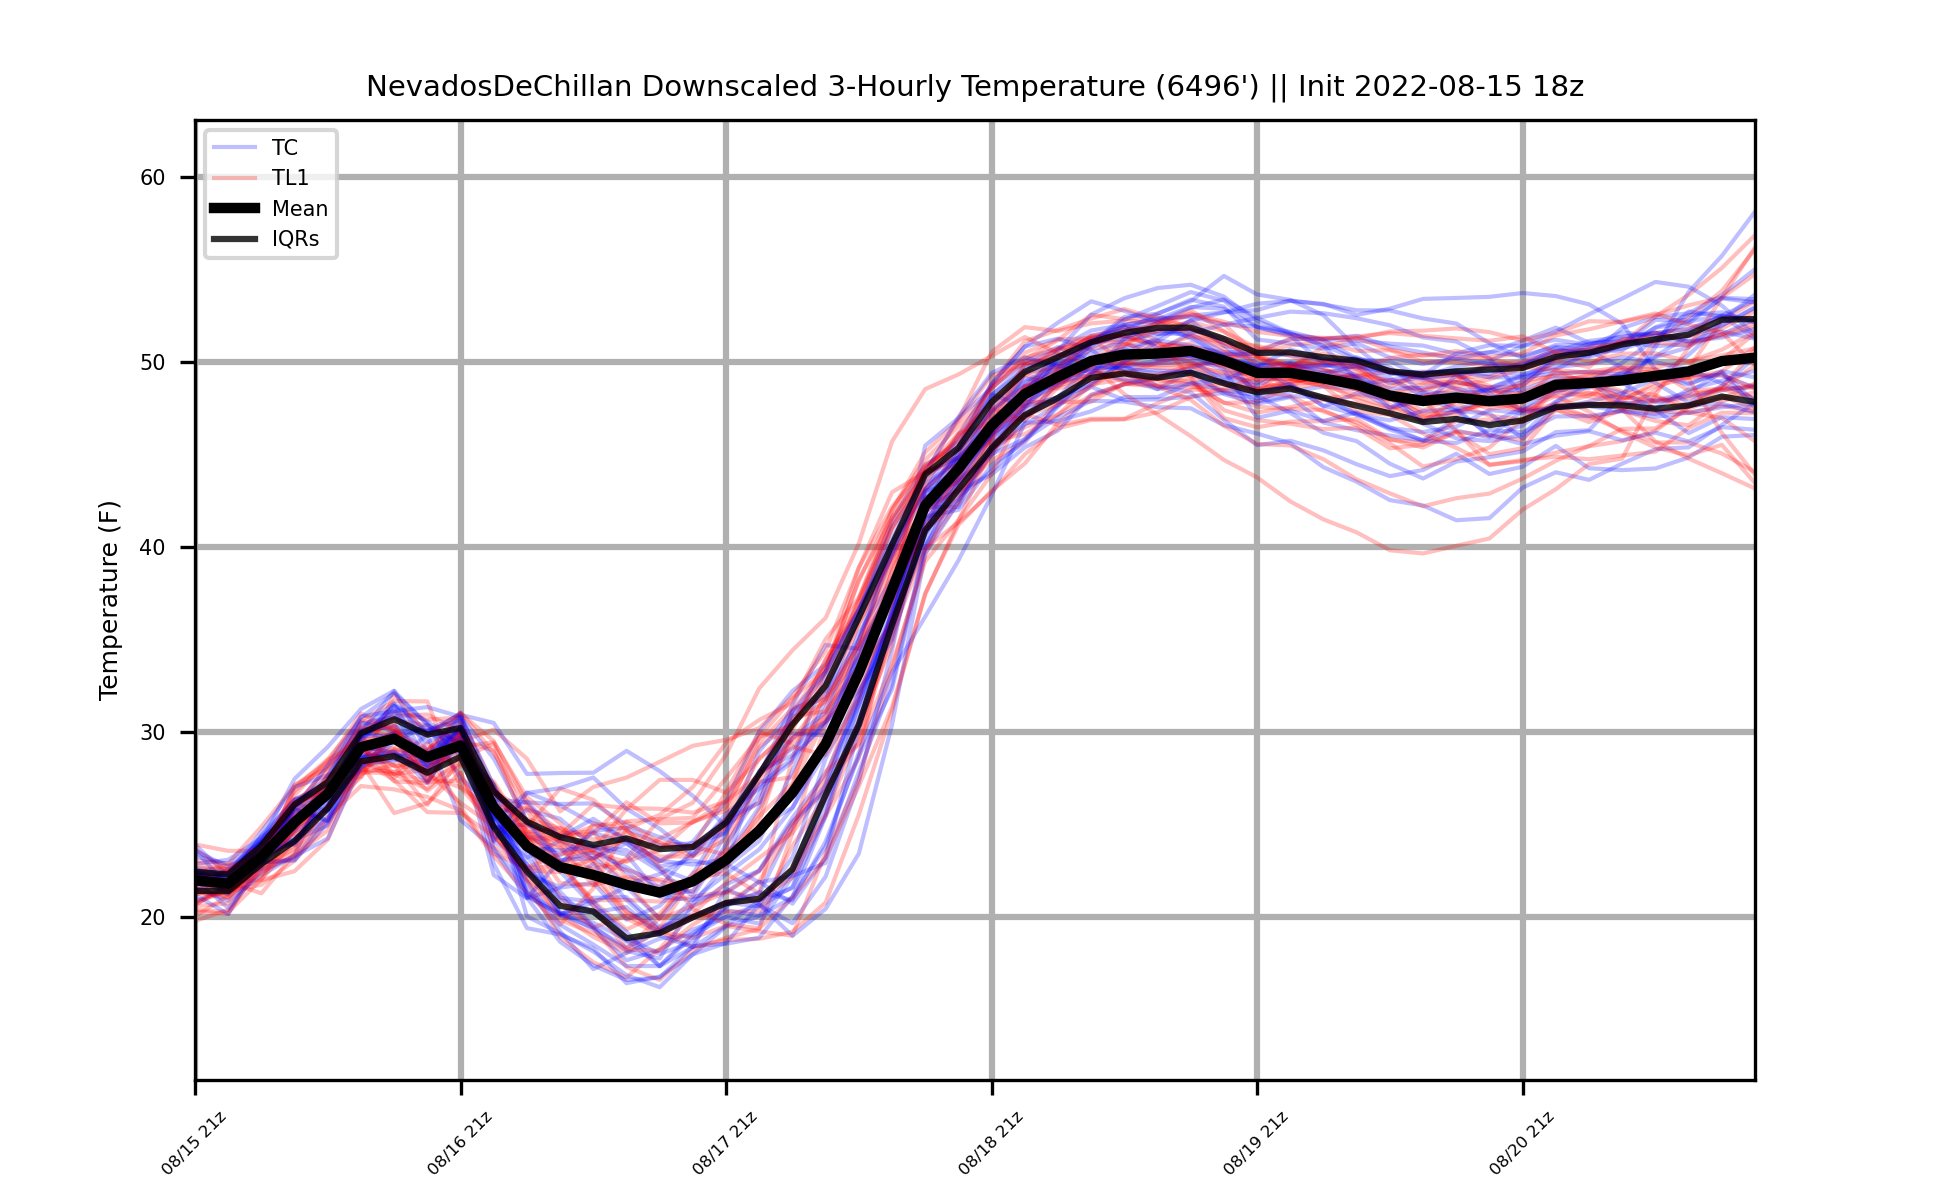 NevadosDeChillan Downscaled 3-Hourly Temperature (6496') || Init 2022-08-15 18z
TC
TL1
Mean
IQRs
Temperature (F)
60
50
40
30
20
08/15 21z
08/16 21z
08/17 21z
08/18 21z
08/19 21z
08/20 21z